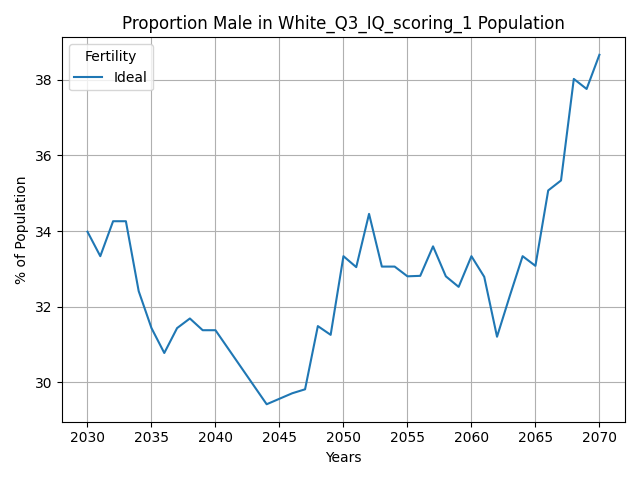 Proportion Male in White_Q3_IQ_scoring_1 Population
Fertility
Ideal
% of Population
38
36
34
32
30
2030 2035 2040 2045 2050 2055 2060 2065 2070
Years